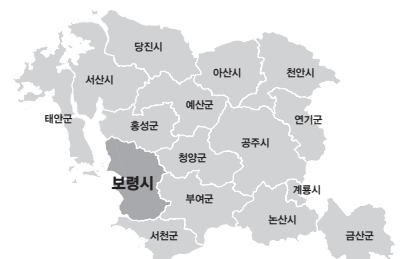 당진시
서산시
아산시
천안시
예산군
태안군
홍성군
연기군
공주시
청양군
보령시
계룡시
부여군
논산시
서천군
금산군